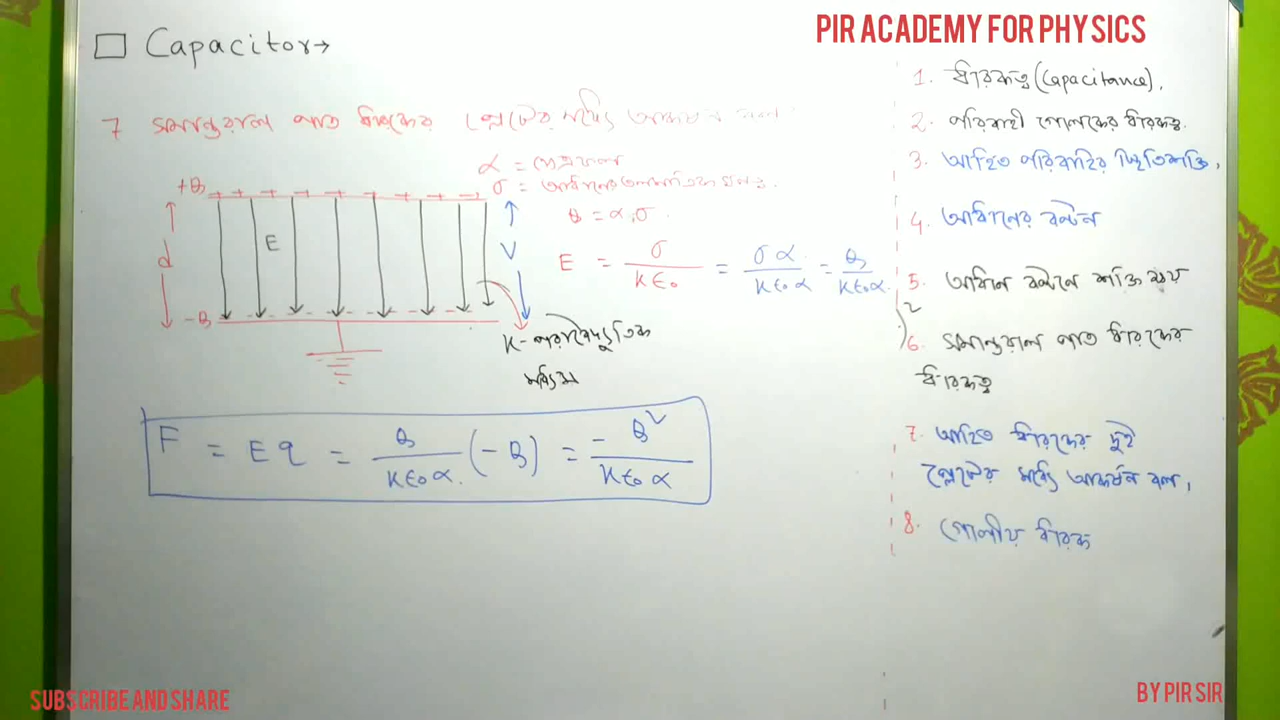 PIR ACADEMY FOR PHYSICS
□ Capacitor→
7 সমান্তরাল পাত ধারকের প্লেটের মধ্যে আকর্ষন বল
α = ক্ষেত্রফল
σ = আধানের তলমাত্রিক ঘনত্ব
Q = α.σ
+Q + + + + + + +
d
E
V
-Q - - - - - - -
E = σ/kε₀ = σα/kε₀α = Q/kε₀α
K- পরাবৈদ্যুতিক
মাধ্যম
F = Eq = Q/kε₀α (-Q) = -Q²/kε₀α
1. ধারকত্ব (Capacitance).
2. পরিবাহী গোলকের ধারকত্ব.
3. আহিত পরিবাহির স্থিতিশক্তি,
4. আধানের বন্টন
5. আধান বন্টনে শক্তি ক্ষয়
6. সমান্তরাল পাত ধারকের
ধারকত্ব
7. আহিত ধারকের দুই
প্লেটের মধ্যে আকর্ষন বল,
8. গোলীয় ধারক
SUBSCRIBE AND SHARE
BY PIR SIR